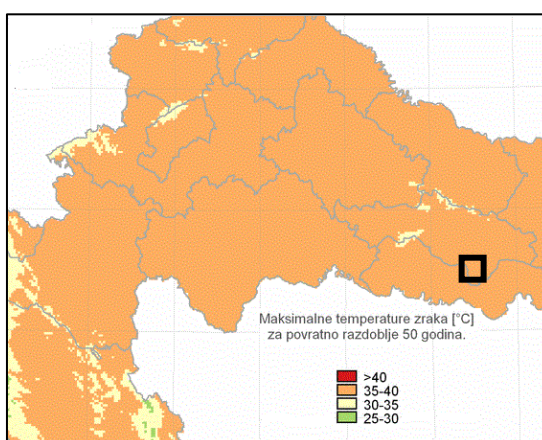 Maksimalne temperature zraka [°C]
za povratno razdoblje 50 godina.
>40
35-40
30-35
25-30